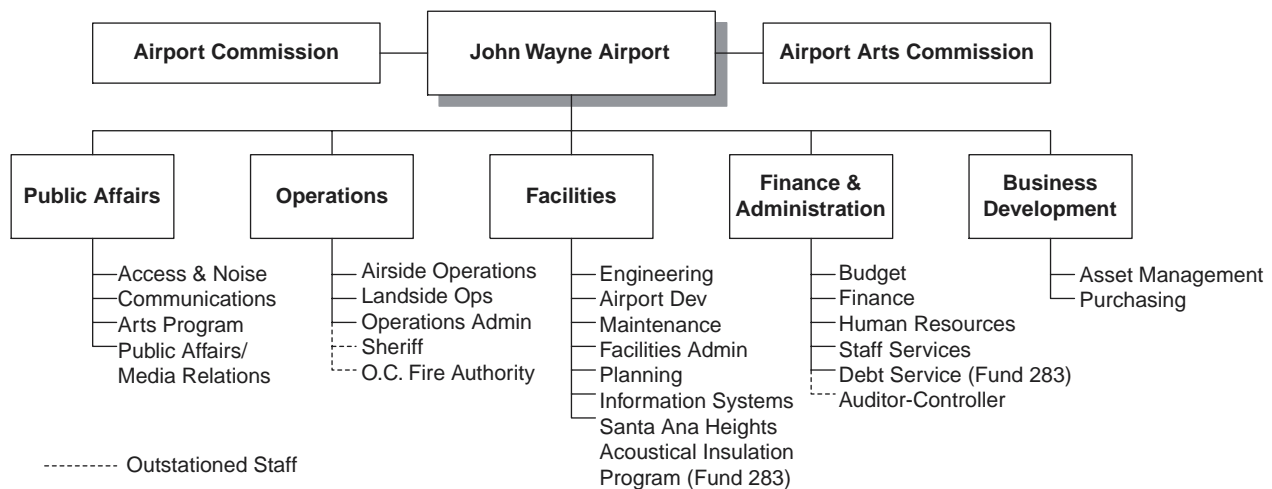 Airport Commission
John Wayne Airport
Airport Arts Commission
Public Affairs
Operations
Facilities
Finance &
Administration
Business
Development
Access & Noise
Communications
Arts Program
Public Affairs/
Media Relations
Airside Operations
Landside Ops
Operations Admin
Sheriff
O.C. Fire Authority
Engineering
Airport Dev
Maintenance
Facilities Admin
Planning
Information Systems
Santa Ana Heights
Acoustical Insulation
Program (Fund 283)
Budget
Finance
Human Resources
Staff Services
Debt Service (Fund 283)
Auditor-Controller
Asset Management
Purchasing
Outstationed Staff